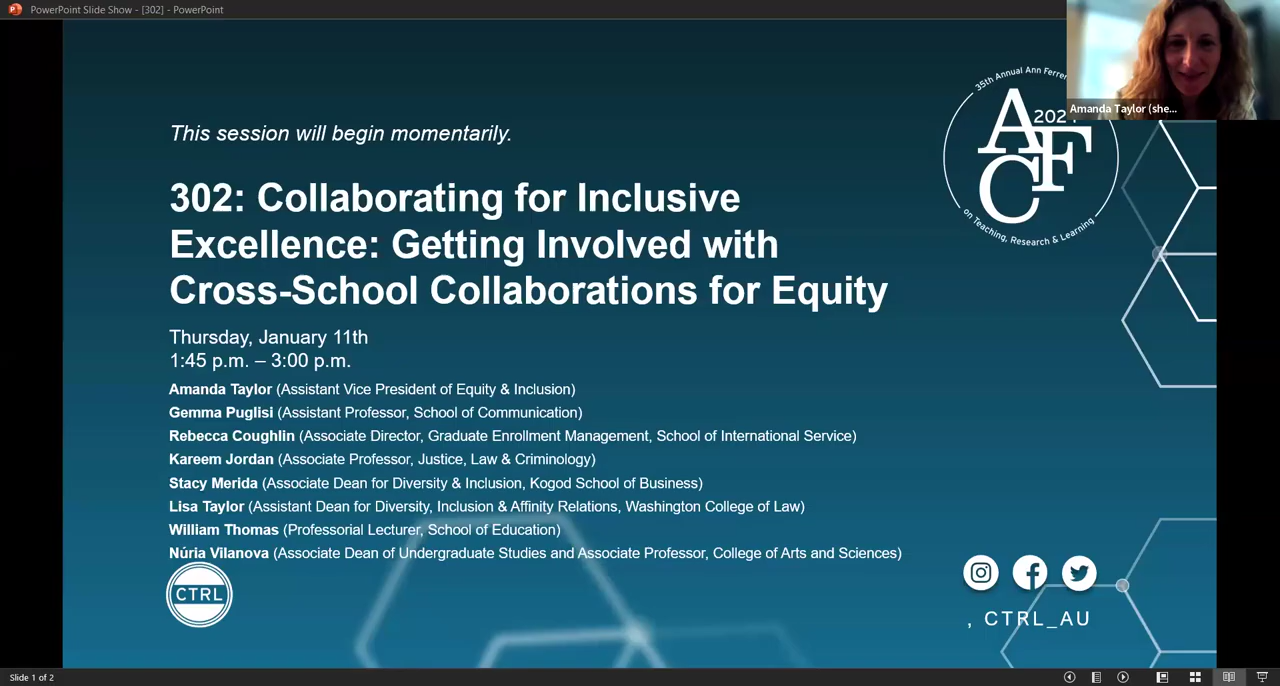 PowerPoint Slide Show - [302] - PowerPoint
Amanda Taylor (she...
35th Annual Ann Ferren
2024
AFC
on Teaching, Research & Learning
This session will begin momentarily.
302: Collaborating for Inclusive
Excellence: Getting Involved with
Cross-School Collaborations for Equity
Thursday, January 11th
1:45 p.m. – 3:00 p.m.
Amanda Taylor (Assistant Vice President of Equity & Inclusion)
Gemma Puglisi (Assistant Professor, School of Communication)
Rebecca Coughlin (Associate Director, Graduate Enrollment Management, School of International Service)
Kareem Jordan (Associate Professor, Justice, Law & Criminology)
Stacy Merida (Associate Dean for Diversity & Inclusion, Kogod School of Business)
Lisa Taylor (Assistant Dean for Diversity, Inclusion & Affinity Relations, Washington College of Law)
William Thomas (Professorial Lecturer, School of Education)
Núria Vilanova (Associate Dean of Undergraduate Studies and Associate Professor, College of Arts and Sciences)
CTRL
, CTRL_AU
Slide 1 of 2